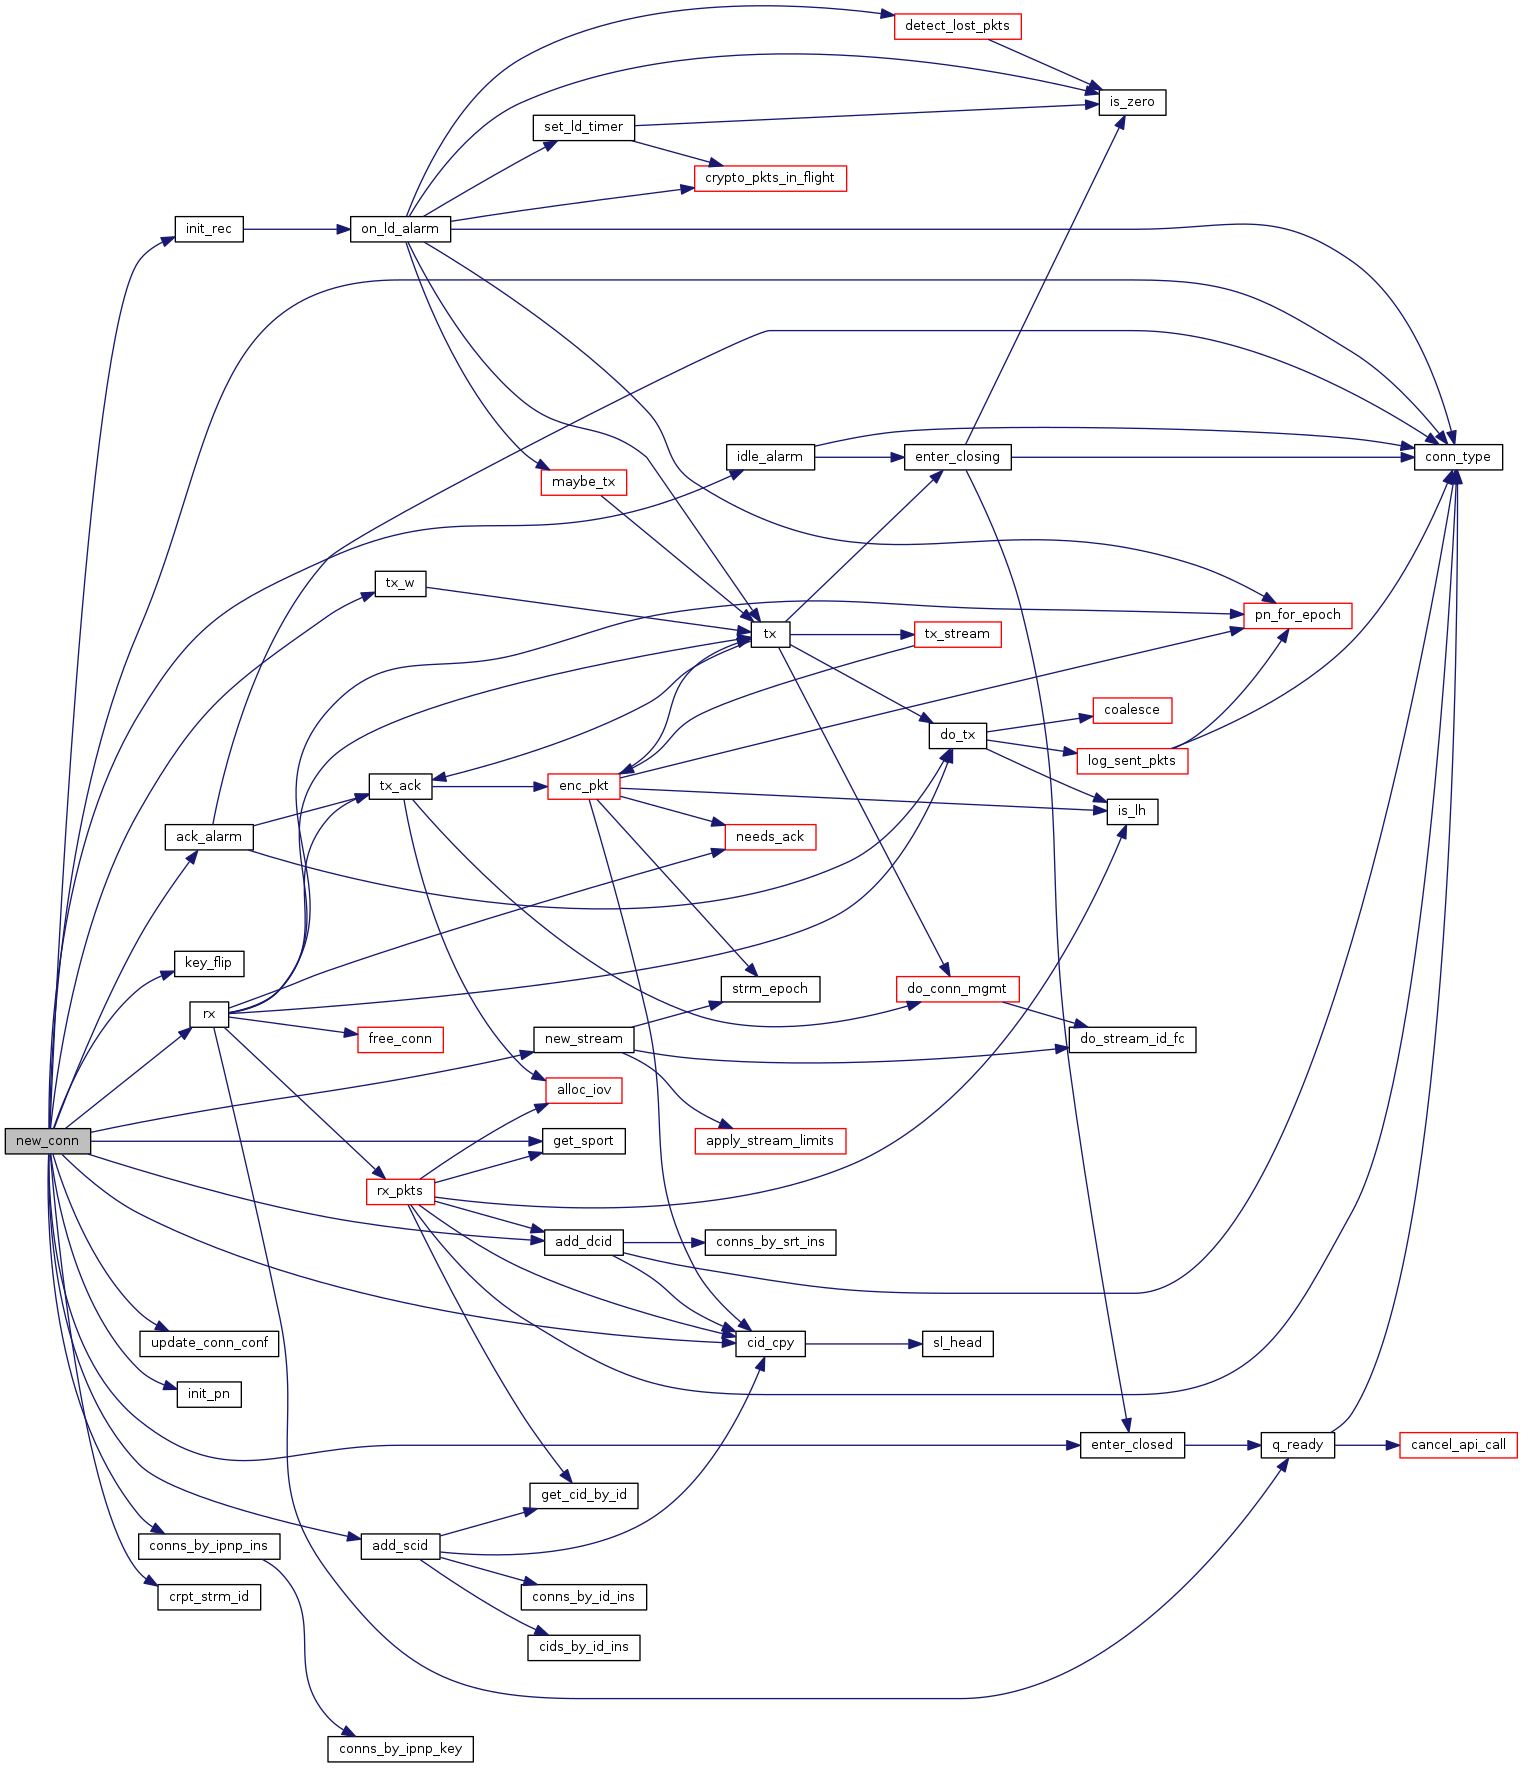 detect_lost_pkts
is_zero
set_ld_timer
crypto_pkts_in_flight
init_rec
on_ld_alarm
idle_alarm
enter_closing
conn_type
maybe_tx
tx_w
pn_for_epoch
tx
tx_stream
coalesce
do_tx
log_sent_pkts
tx_ack
enc_pkt
is_lh
ack_alarm
needs_ack
key_flip
strm_epoch
do_conn_mgmt
rx
free_conn
new_stream
do_stream_id_fc
alloc_iov
new_conn
get_sport
apply_stream_limits
rx_pkts
add_dcid
conns_by_srt_ins
update_conn_conf
cid_cpy
sl_head
init_pn
enter_closed
q_ready
cancel_api_call
get_cid_by_id
conns_by_ipnp_ins
add_scid
crpt_strm_id
conns_by_id_ins
cids_by_id_ins
conns_by_ipnp_key